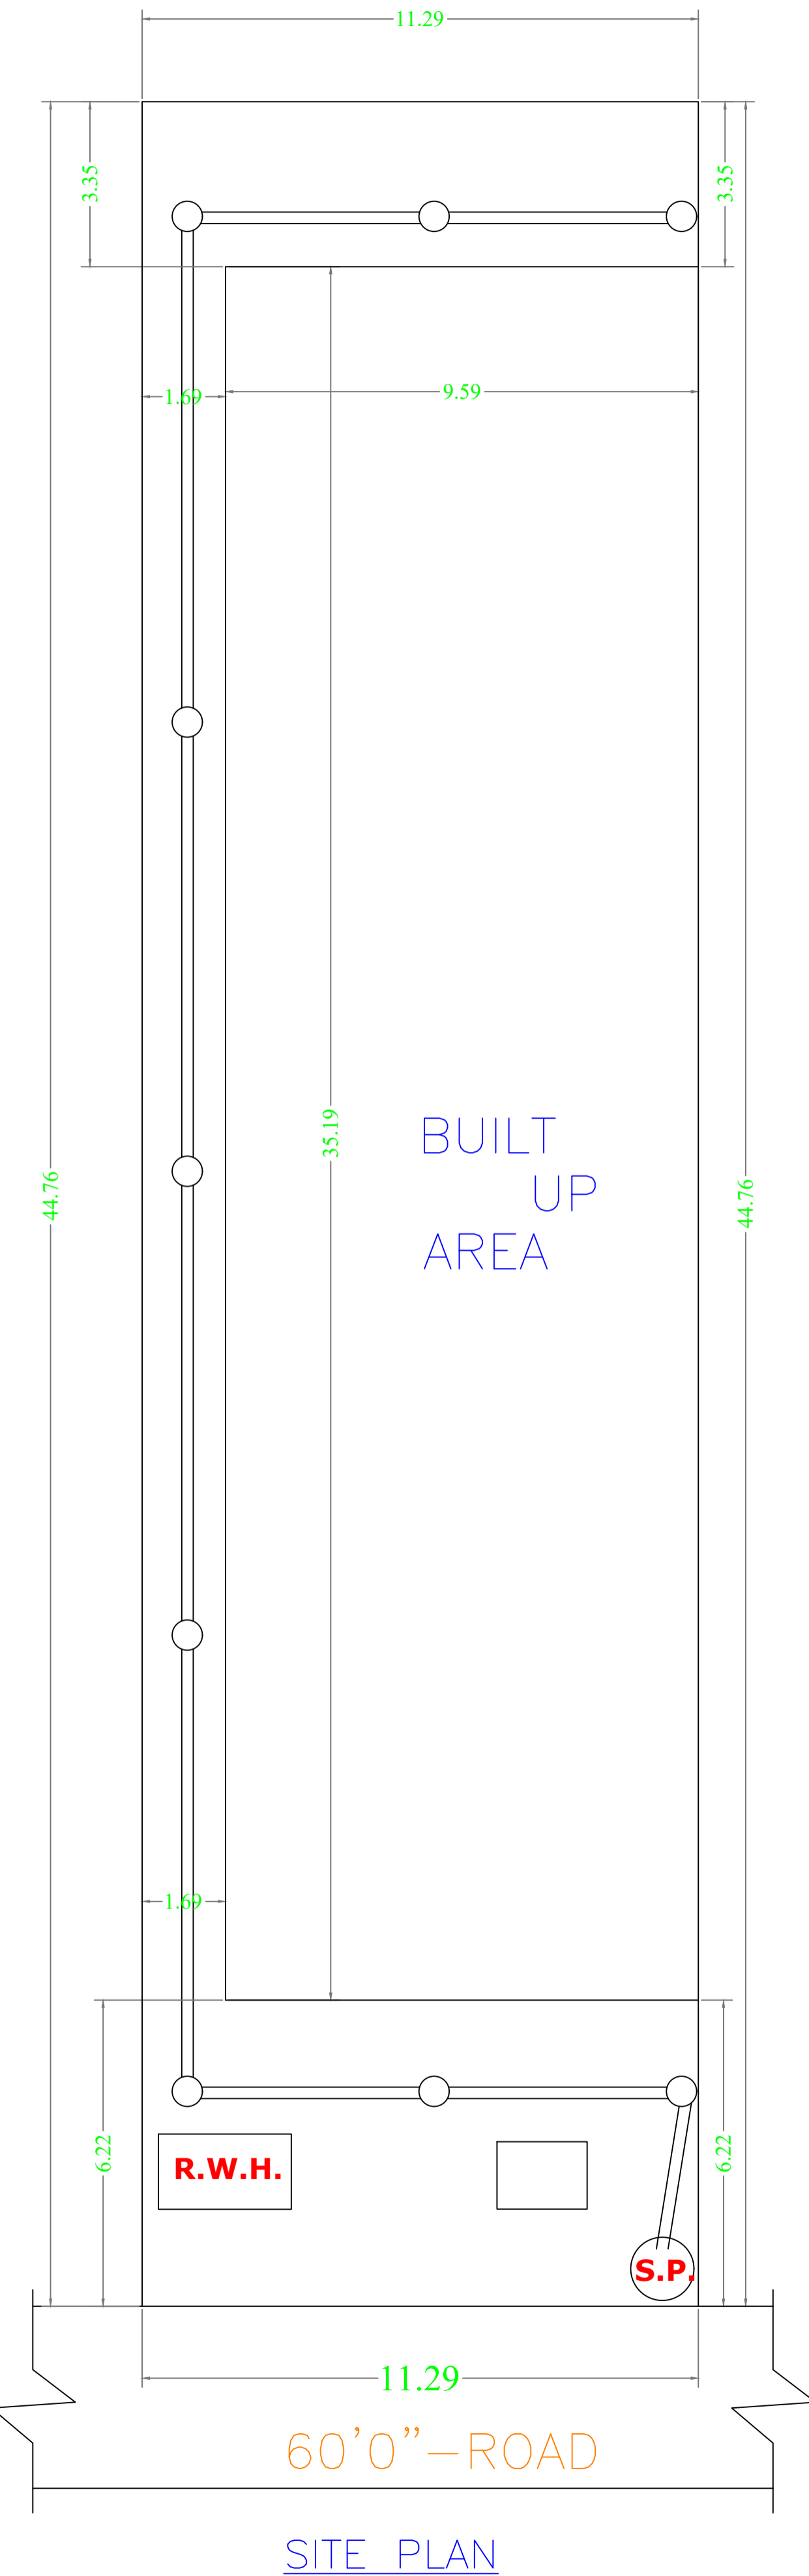 11.29
3.35
3.35
1.69
9.59
BUILT
UP
AREA
35.19
44.76
44.76
1.69
6.22
6.22
R.W.H.
S.P.
11.29
60'0"-ROAD
SITE PLAN